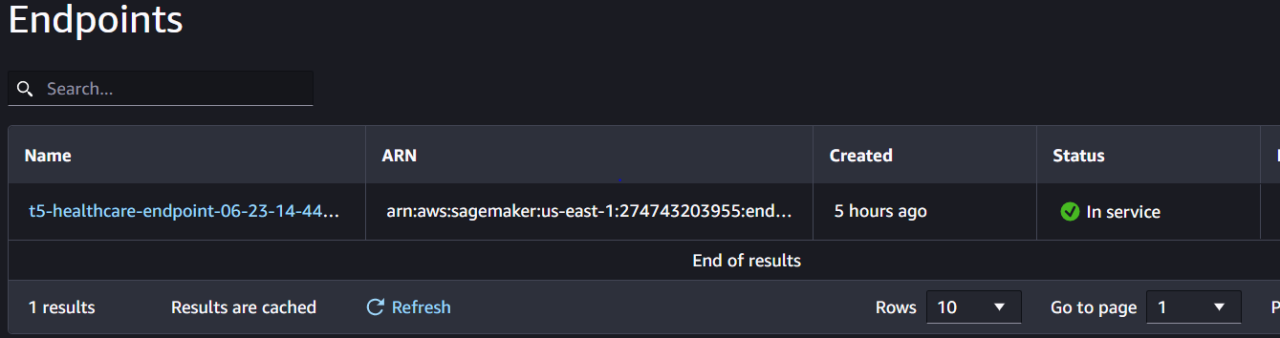 Endpoints
Search...
Name ARN Created Status
t5-healthcare-endpoint-06-23-14-44... arn:aws:sagemaker:us-east-1:274743203955:end... 5 hours ago In service
End of results
1 results Results are cached Refresh Rows 10 Go to page 1